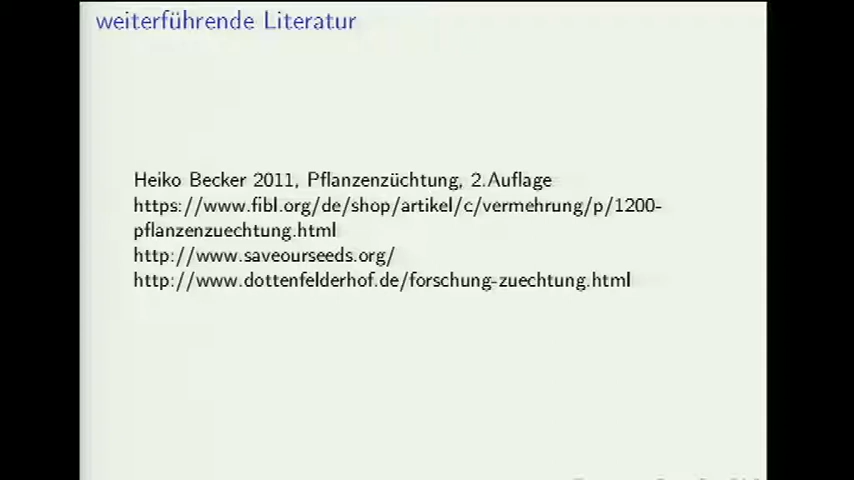 weiterführende Literatur
Heiko Becker 2011, Pflanzenzüchtung, 2.Auflage
https://www.fibl.org/de/shop/artikel/c/vermehrung/p/1200-
pflanzenzuechtung.html
http://www.saveourseeds.org/
http://www.dottenfelderhof.de/forschung-zuechtung.html